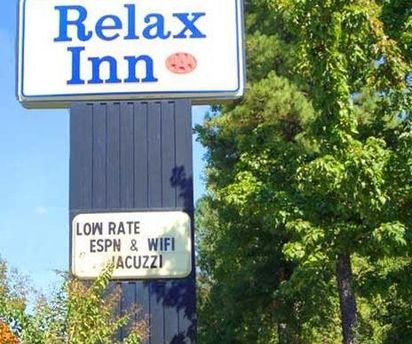 Relax
Inn
LOW RATE
ESPN & WIFI
JACUZZI